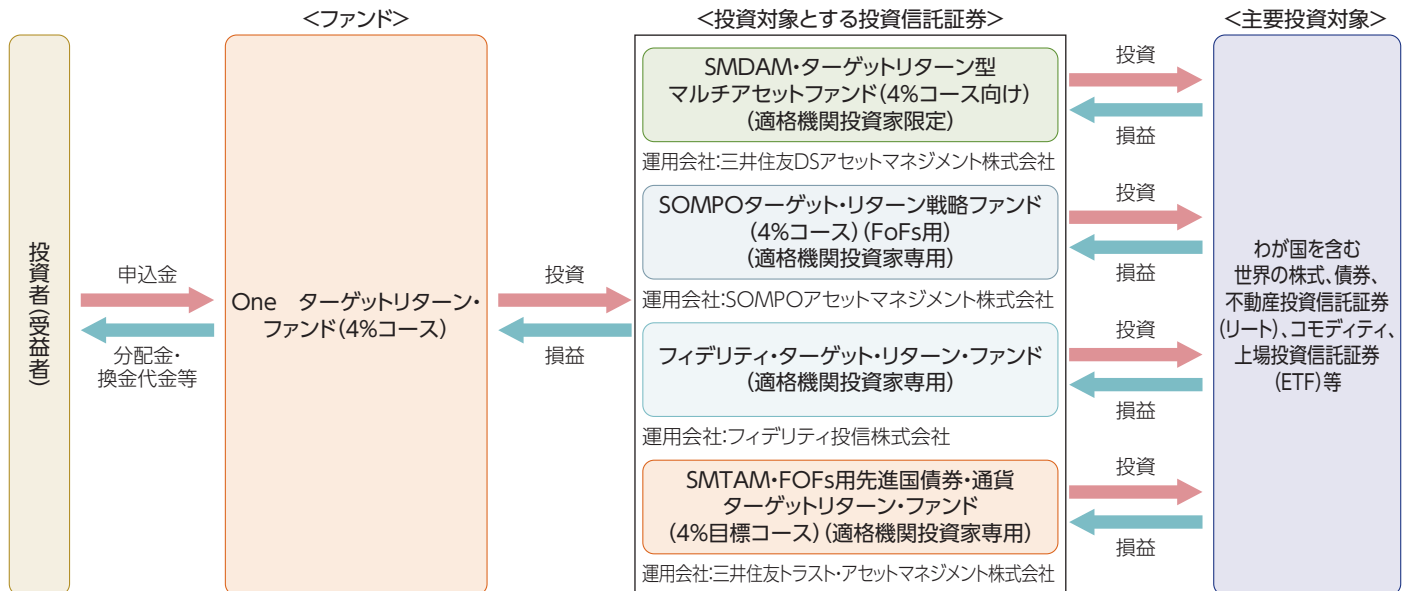 <ファンド>
<投資対象とする投資信託証券>
<主要投資対象>
投資者(受益者)
申込金
分配金・
換金代金等
One ターゲットリターン・
ファンド(4%コース)
投資
損益
SMDAM・ターゲットリターン型
マルチアセットファンド(4%コース向け)
(適格機関投資家限定)
運用会社:三井住友DSアセットマネジメント株式会社
投資
損益
SOMPOターゲット・リターン戦略ファンド
(4%コース)(FoFs用)
(適格機関投資家専用)
運用会社:SOMPOアセットマネジメント株式会社
投資
損益
フィデリティ・ターゲット・リターン・ファンド
(適格機関投資家専用)
運用会社:フィデリティ投信株式会社
投資
損益
SMTAM・FOFs用先進国債券・通貨
ターゲットリターン・ファンド
(4%目標コース)(適格機関投資家専用)
運用会社:三井住友トラスト・アセットマネジメント株式会社
投資
損益
わが国を含む
世界の株式、債券、
不動産投資信託証券
(リート)、コモディティ、
上場投資信託証券
(ETF)等